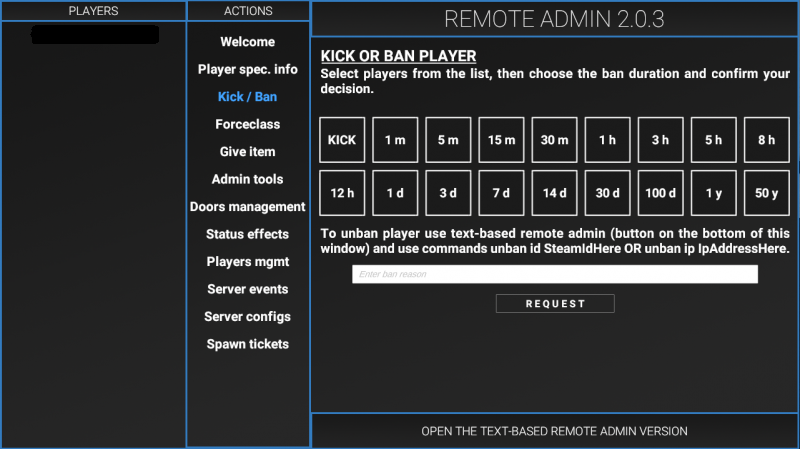 PLAYERS
ACTIONS
Welcome
Player spec. info
Kick / Ban
Forceclass
Give item
Admin tools
Doors management
Status effects
Players mgmt
Server events
Server configs
Spawn tickets
REMOTE ADMIN 2.0.3
KICK OR BAN PLAYER
Select players from the list, then choose the ban duration and confirm your
decision.
KICK 1 m 5 m 15 m 30 m 1 h 3 h 5 h 8 h
12 h 1 d 3 d 7 d 14 d 30 d 100 d 1 y 50 y
To unban player use text-based remote admin (button on the bottom of this
window) and use commands unban id SteamIdHere OR unban ip IpAddressHere.
Enter ban reason
REQUEST
OPEN THE TEXT-BASED REMOTE ADMIN VERSION